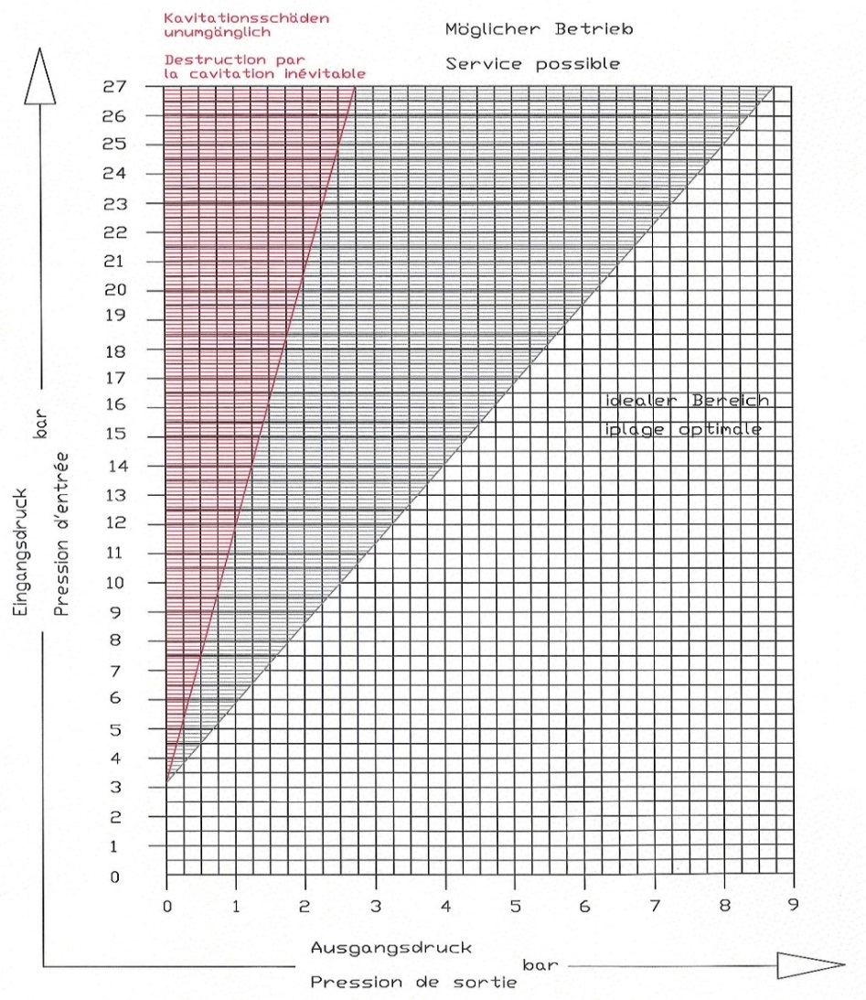 Kavitationsschäden
unumgänglich
Destruction par
la cavitation inévitable
Möglicher Betrieb
Service possible
27
26
25
24
23
22
21
20
19
18
17
16
15
14
13
12
11
10
9
8
7
6
5
4
3
2
1
0
idealer Bereich
iplage optimale
Eingangsdruck
Pression d'entrée
bar
0 1 2 3 4 5 6 7 8 9
Ausgangsdruck
bar
Pression de sortie